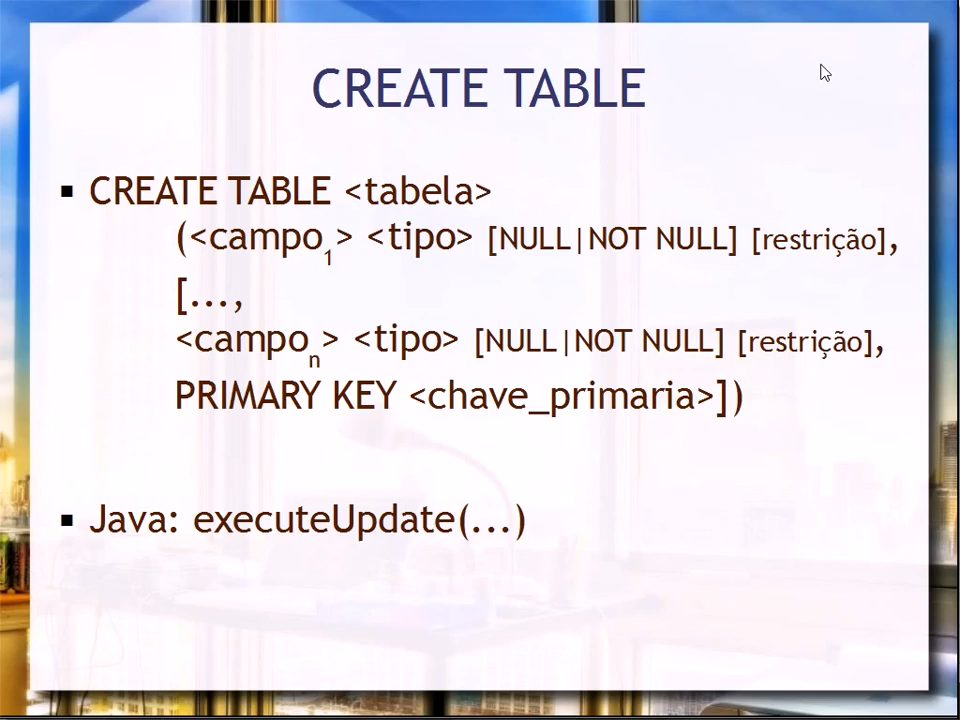 CREATE TABLE
▪ CREATE TABLE <tabela>
(<campo₁> <tipo> [NULL|NOT NULL] [restrição],
[...,
<campoₙ> <tipo> [NULL|NOT NULL] [restrição],
PRIMARY KEY <chave_primaria>])
▪ Java: executeUpdate(...)